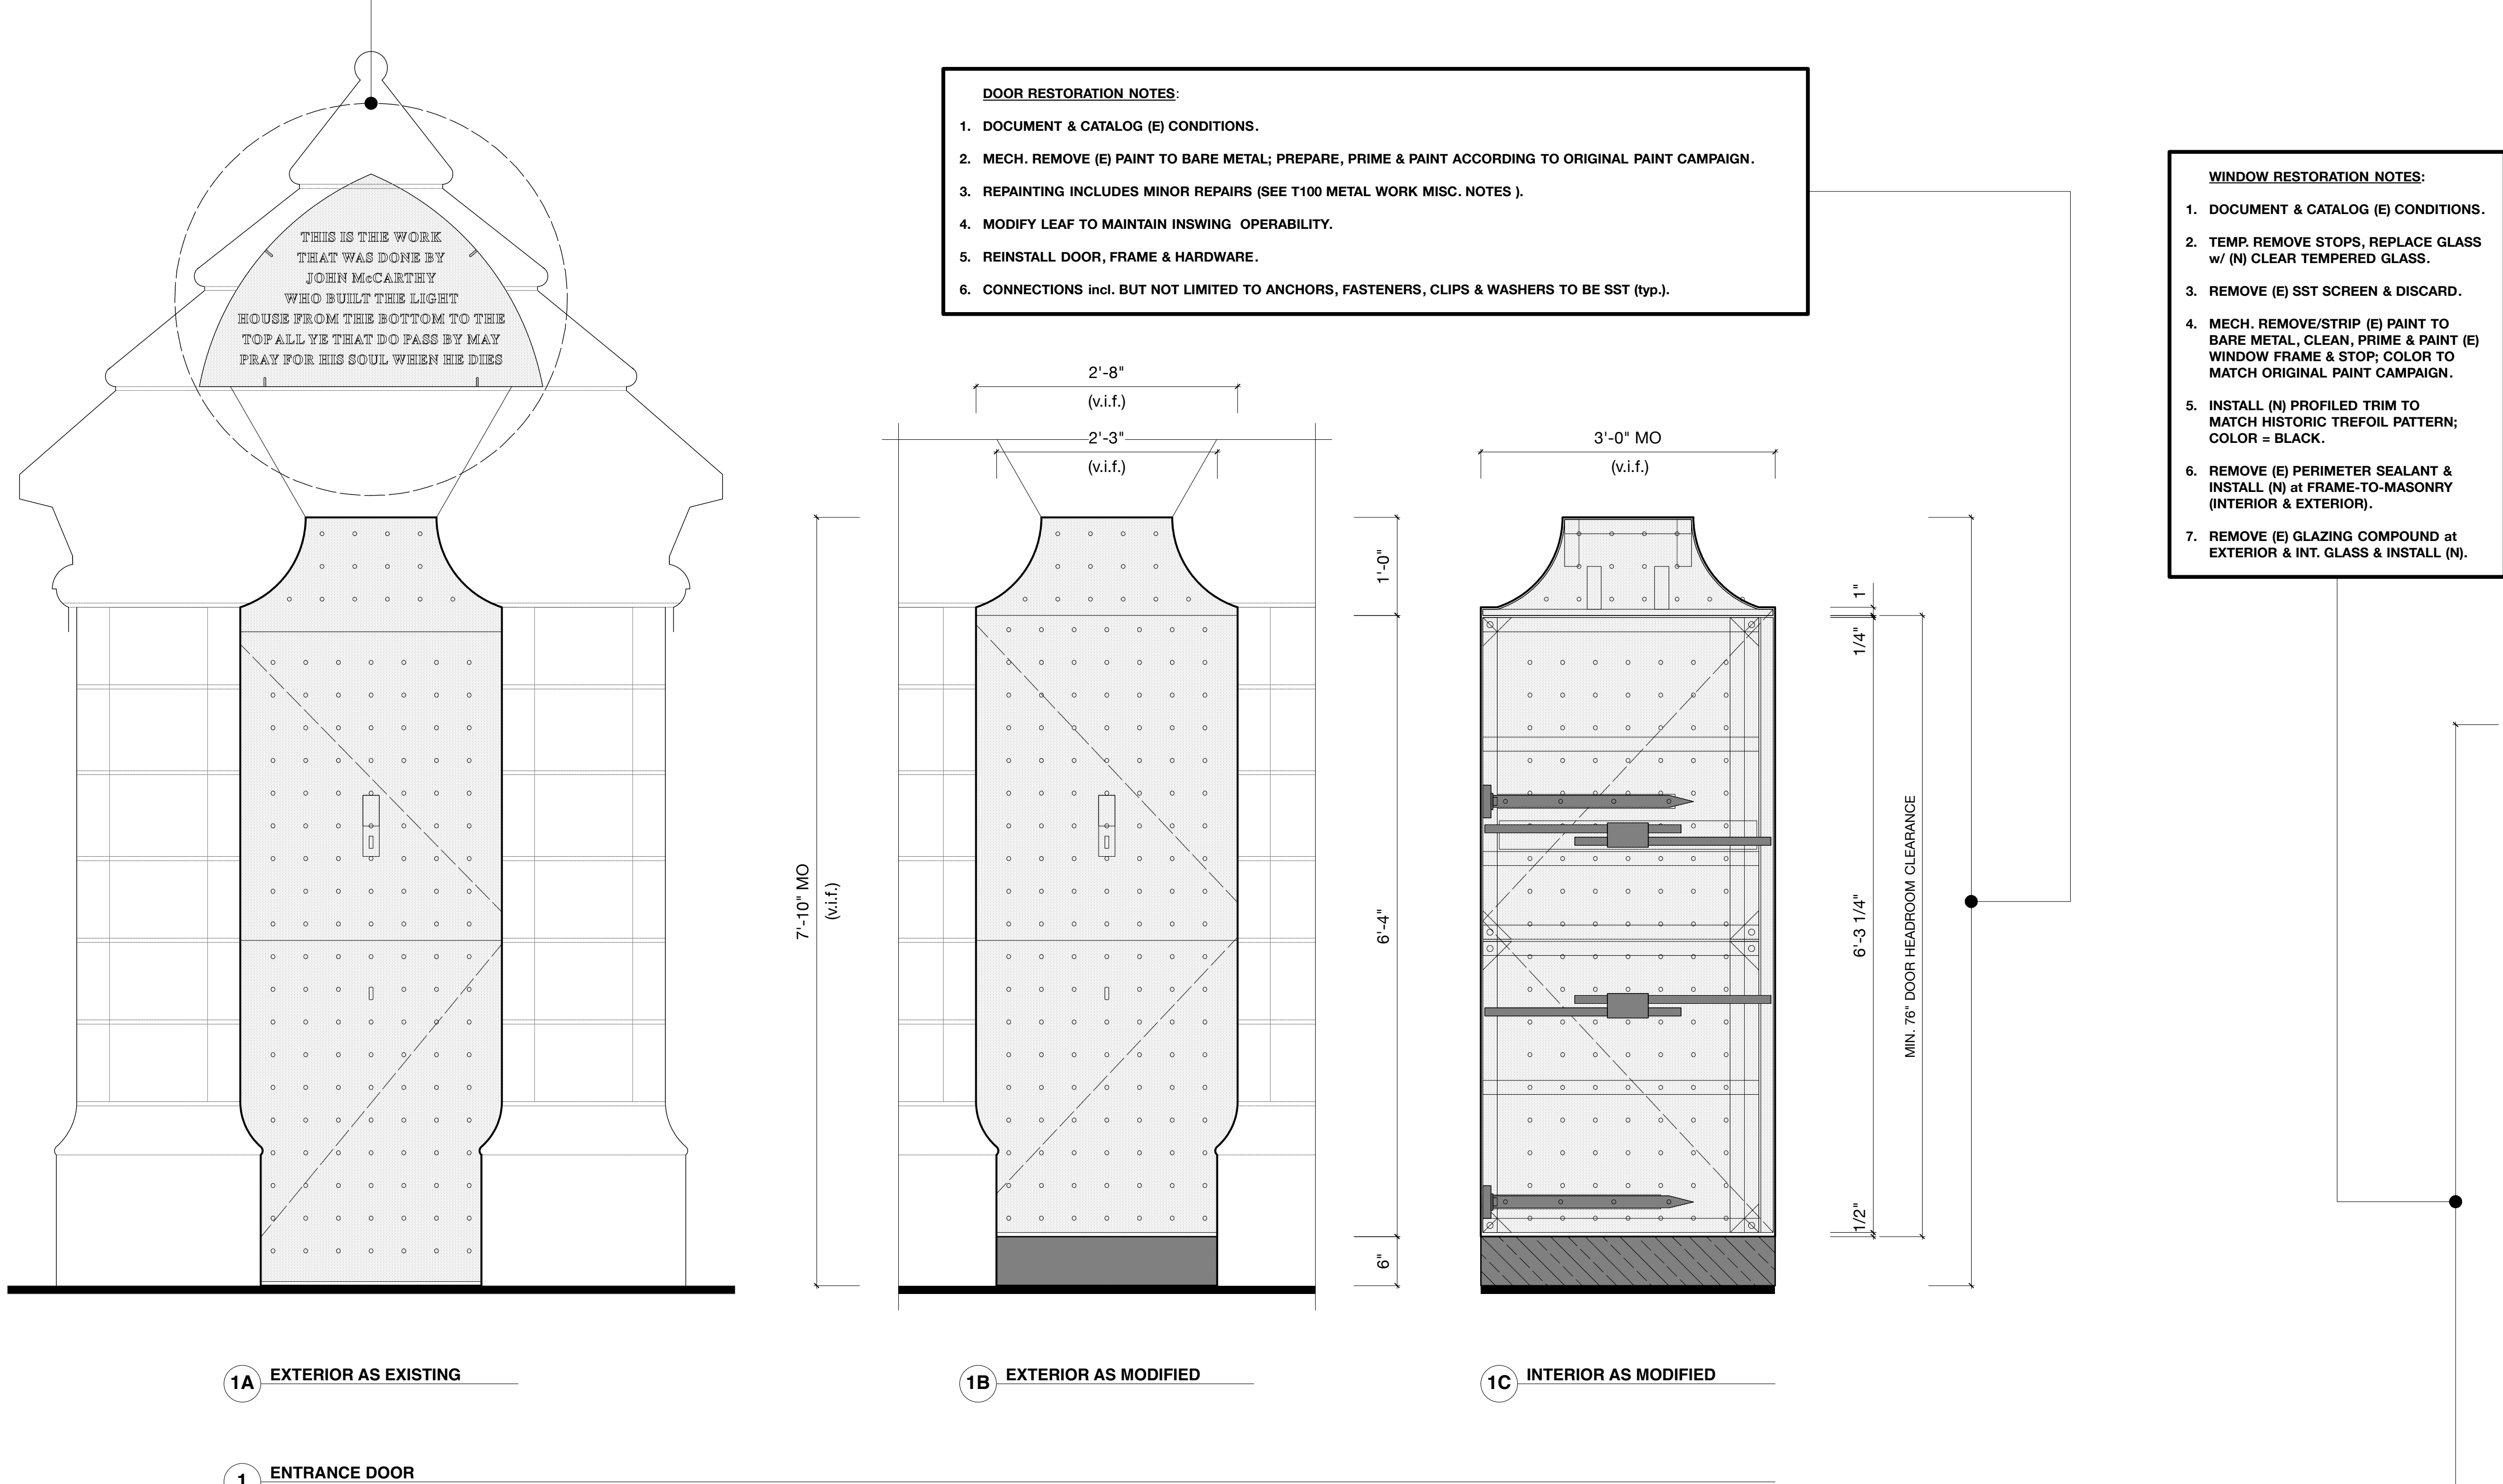 THIS IS THE WORK
THAT WAS DONE BY
JOHN McCARTHY
WHO BUILT THE LIGHT
HOUSE FROM THE BOTTOM TO THE
TOP ALL YE THAT DO PASS BY MAY
PRAY FOR HIS SOUL WHEN HE DIES
DOOR RESTORATION NOTES:
1. DOCUMENT & CATALOG (E) CONDITIONS.
2. MECH. REMOVE (E) PAINT TO BARE METAL; PREPARE, PRIME & PAINT ACCORDING TO ORIGINAL PAINT CAMPAIGN.
3. REPAINTING INCLUDES MINOR REPAIRS (SEE T100 METAL WORK MISC. NOTES ).
4. MODIFY LEAF TO MAINTAIN INSWING OPERABILITY.
5. REINSTALL DOOR, FRAME & HARDWARE.
6. CONNECTIONS incl. BUT NOT LIMITED TO ANCHORS, FASTENERS, CLIPS & WASHERS TO BE SST (typ.).
WINDOW RESTORATION NOTES:
1. DOCUMENT & CATALOG (E) CONDITIONS.
2. TEMP. REMOVE STOPS, REPLACE GLASS
w/ (N) CLEAR TEMPERED GLASS.
3. REMOVE (E) SST SCREEN & DISCARD.
4. MECH. REMOVE/STRIP (E) PAINT TO
BARE METAL, CLEAN, PRIME & PAINT (E)
WINDOW FRAME & STOP; COLOR TO
MATCH ORIGINAL PAINT CAMPAIGN.
5. INSTALL (N) PROFILED TRIM TO
MATCH HISTORIC TREFOIL PATTERN;
COLOR = BLACK.
6. REMOVE (E) PERIMETER SEALANT &
INSTALL (N) at FRAME-TO-MASONRY
(INTERIOR & EXTERIOR).
7. REMOVE (E) GLAZING COMPOUND at
EXTERIOR & INT. GLASS & INSTALL (N).
2'-8"
(v.i.f.)
2'-3"
(v.i.f.)
3'-0" MO
(v.i.f.)
7'-10" MO
(v.i.f.)
1'-0"
6'-4"
6"
1"
1/4"
6'-3 1/4"
1/2"
MIN. 76" DOOR HEADROOM CLEARANCE
1A EXTERIOR AS EXISTING
1B EXTERIOR AS MODIFIED
1C INTERIOR AS MODIFIED
1 ENTRANCE DOOR